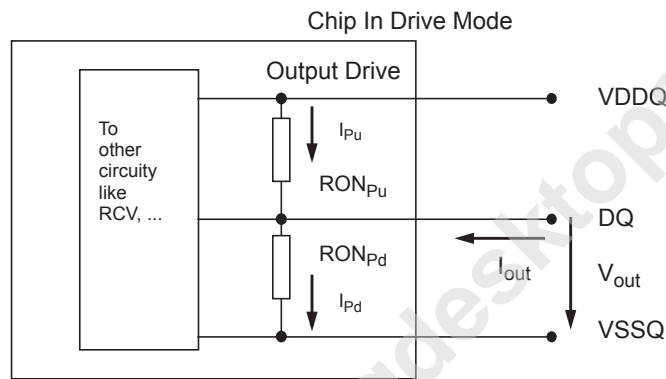 Chip In Drive Mode
Output Drive
VDDQ
To
other
circuity
like
RCV, ...
IPu
RONPu
DQ
RONPd
Iout
Vout
IPd
VSSQ